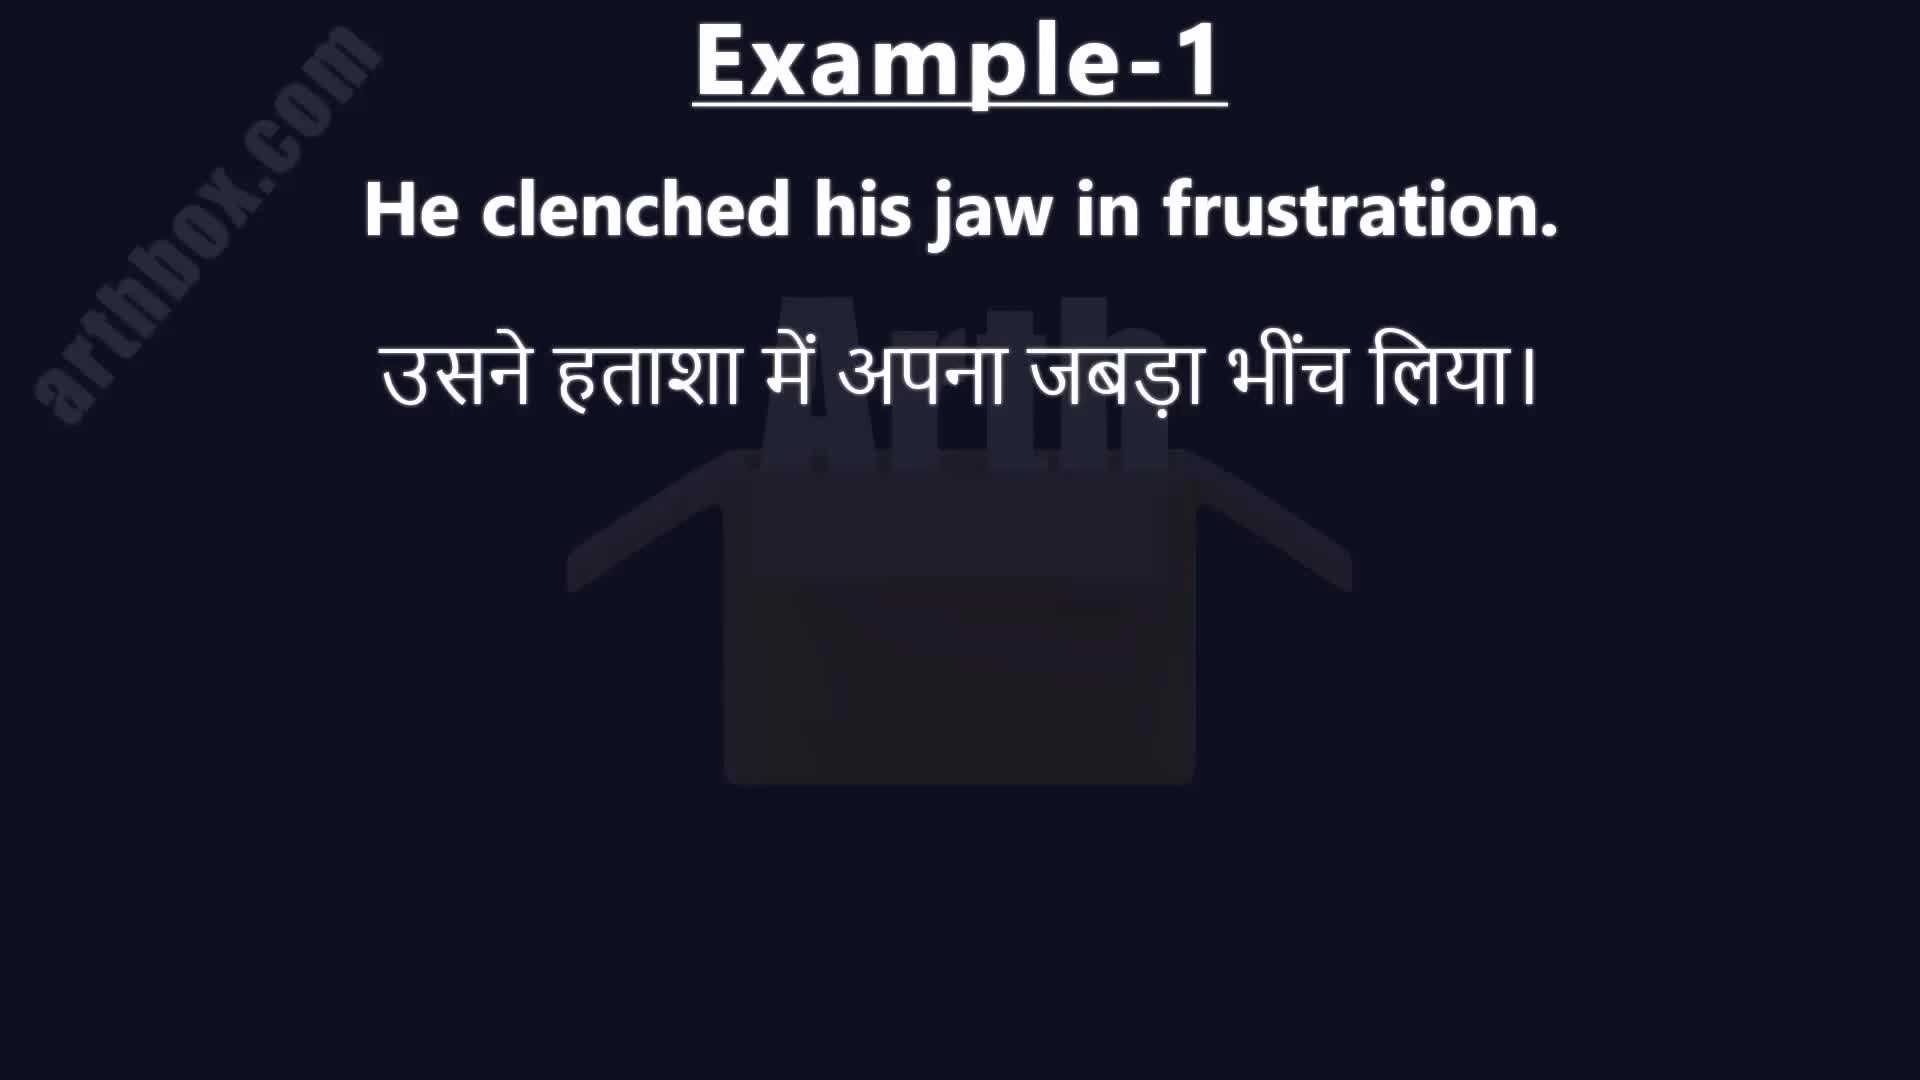 Example-1
He clenched his jaw in frustration.
उसने हताशा में अपना जबड़ा भींच लिया।
arthbox.com
Arth